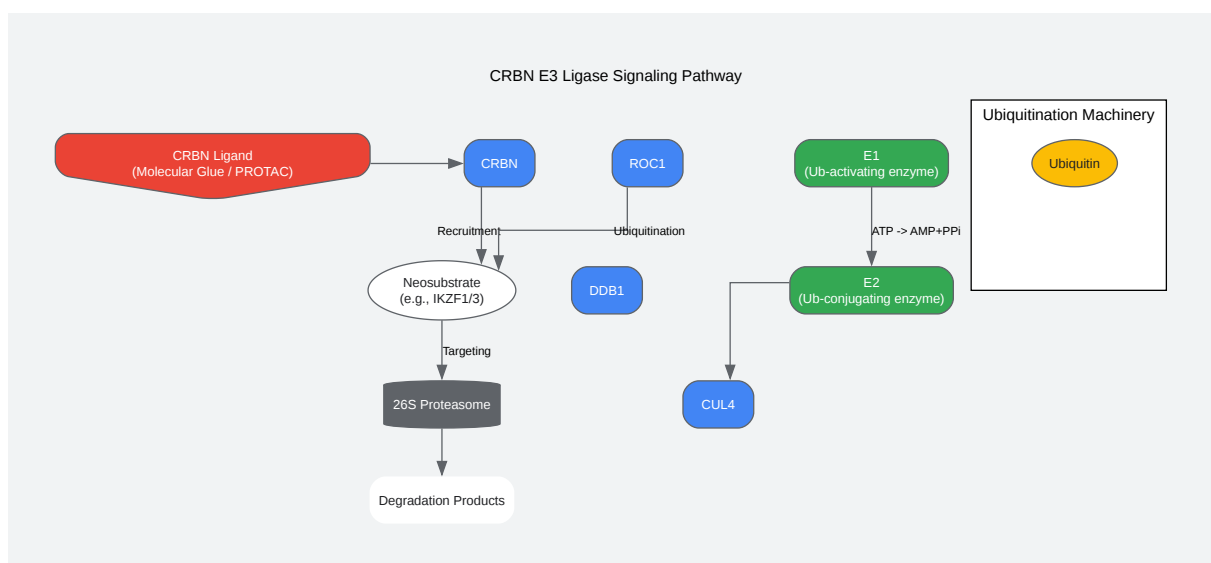 CRBN E3 Ligase Signaling Pathway
Ubiquitination Machinery
CRBN Ligand
(Molecular Glue / PROTAC)
CRBN
ROC1
E1
(Ub-activating enzyme)
Ubiquitin
Recruitment
Ubiquitination
ATP -> AMP+PPi
Neosubstrate
(e.g., IKZF1/3)
DDB1
E2
(Ub-conjugating enzyme)
Targeting
26S Proteasome
CUL4
Degradation Products